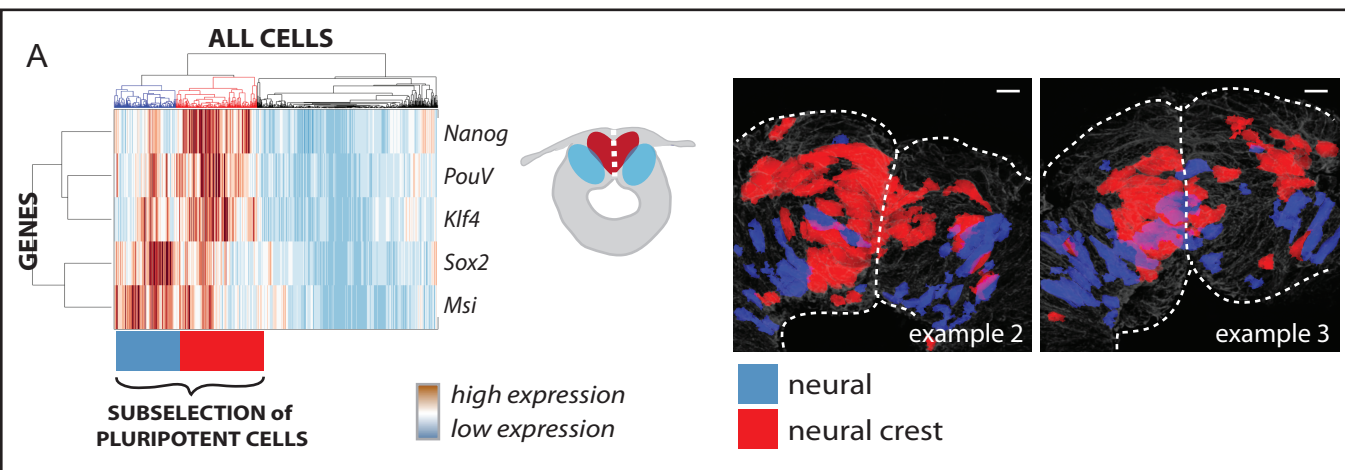 A
ALL CELLS
GENES
Nanog
PouV
Klf4
Sox2
Msi
SUBSELECTION of
PLURIPOTENT CELLS
high expression
low expression
example 2
example 3
neural
neural crest